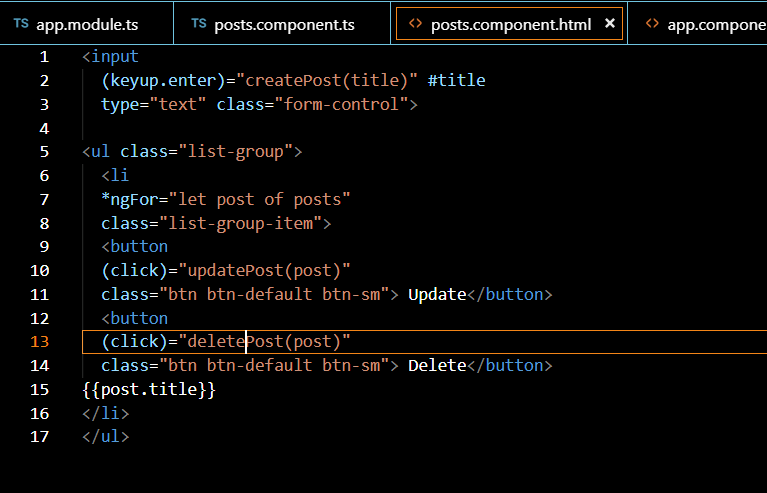 TS app.module.ts TS posts.component.ts <> posts.component.html × <> app.compone
1 <input
2 (keyup.enter)="createPost(title)" #title
3 type="text" class="form-control">
4
5 <ul class="list-group">
6 <li
7 *ngFor="let post of posts"
8 class="list-group-item">
9 <button
10 (click)="updatePost(post)"
11 class="btn btn-default btn-sm"> Update</button>
12 <button
13 (click)="deletePost(post)"
14 class="btn btn-default btn-sm"> Delete</button>
15 {{post.title}}
16 </li>
17 </ul>